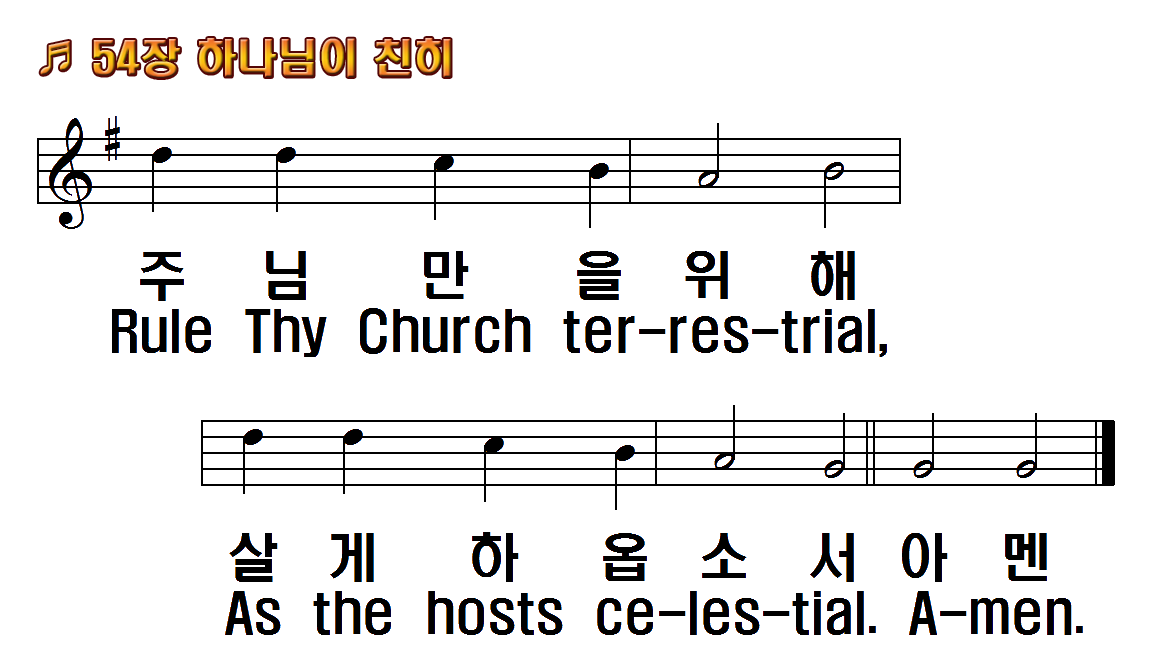 ♬ 54장 하나님이 친히
주 님 만 을 위 해
Rule Thy Church ter-res-trial,
살 게 하 옵 소 서 아 멘
As the hosts ce-les-tial. A-men.